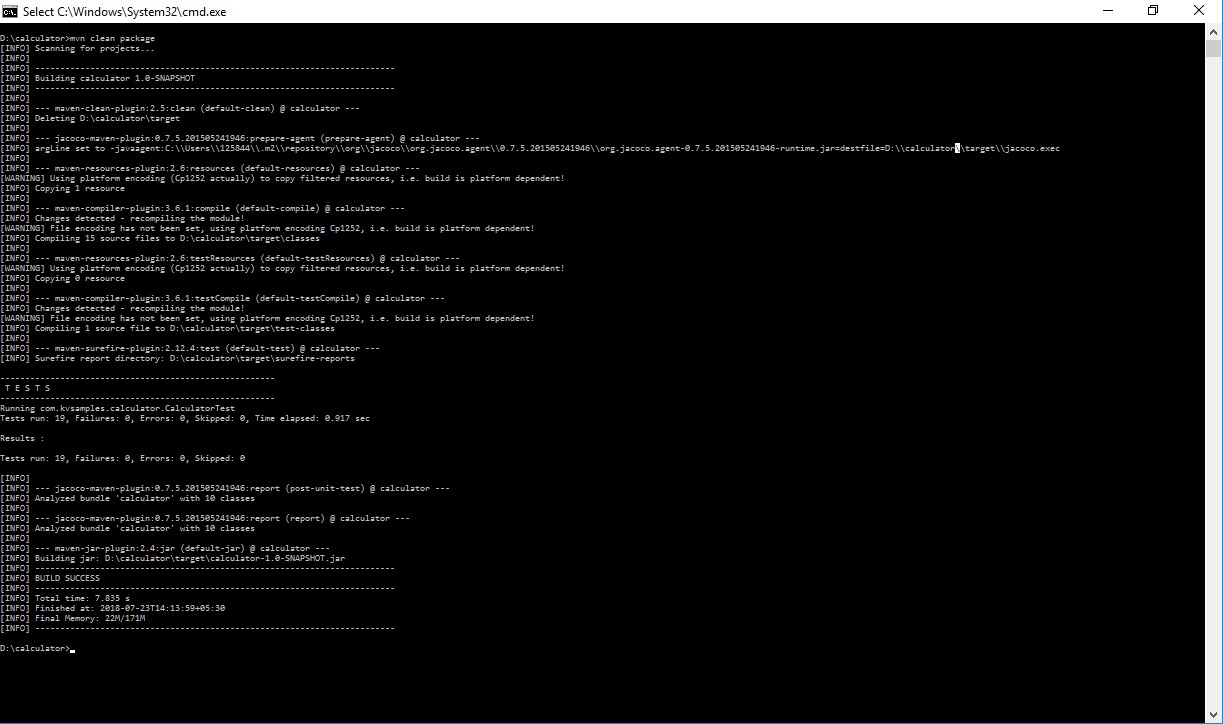 Select C:\Windows\System32\cmd.exe
D:\calculator>mvn clean package
[INFO] Scanning for projects...
[INFO]
[INFO] ------------------------------------------------------------------------
[INFO] Building calculator 1.0-SNAPSHOT
[INFO] ------------------------------------------------------------------------
[INFO]
[INFO] --- maven-clean-plugin:2.5:clean (default-clean) @ calculator ---
[INFO] Deleting D:\calculator\target
[INFO]
[INFO] --- jacoco-maven-plugin:0.7.5.201505241946:prepare-agent (prepare-agent) @ calculator ---
[INFO] argLine set to -javaagent:C:\\Users\\125844\\.m2\\repository\\org\\jacoco\\org.jacoco.agent\\0.7.5.201505241946\\org.jacoco.agent-0.7.5.201505241946-runtime.jar=destfile=D:\\calculator\\target\\jacoco.exec
[INFO]
[INFO] --- maven-resources-plugin:2.6:resources (default-resources) @ calculator ---
[WARNING] Using platform encoding (Cp1252 actually) to copy filtered resources, i.e. build is platform dependent!
[INFO] Copying 1 resource
[INFO]
[INFO] --- maven-compiler-plugin:3.6.1:compile (default-compile) @ calculator ---
[INFO] Changes detected - recompiling the module!
[WARNING] File encoding has not been set, using platform encoding Cp1252, i.e. build is platform dependent!
[INFO] Compiling 15 source files to D:\calculator\target\classes
[INFO]
[INFO] --- maven-resources-plugin:2.6:testResources (default-testResources) @ calculator ---
[WARNING] Using platform encoding (Cp1252 actually) to copy filtered resources, i.e. build is platform dependent!
[INFO] Copying 0 resource
[INFO]
[INFO] --- maven-compiler-plugin:3.6.1:testCompile (default-testCompile) @ calculator ---
[INFO] Changes detected - recompiling the module!
[WARNING] File encoding has not been set, using platform encoding Cp1252, i.e. build is platform dependent!
[INFO] Compiling 1 source file to D:\calculator\target\test-classes
[INFO]
[INFO] --- maven-surefire-plugin:2.12.4:test (default-test) @ calculator ---
[INFO] Surefire report directory: D:\calculator\target\surefire-reports
-------------------------------------------------------
T E S T S
-------------------------------------------------------
Running com.kvsamples.calculator.CalculatorTest
Tests run: 19, Failures: 0, Errors: 0, Skipped: 0, Time elapsed: 0.917 sec
Results :
Tests run: 19, Failures: 0, Errors: 0, Skipped: 0
[INFO]
[INFO] --- jacoco-maven-plugin:0.7.5.201505241946:report (post-unit-test) @ calculator ---
[INFO] Analyzed bundle 'calculator' with 10 classes
[INFO]
[INFO] --- jacoco-maven-plugin:0.7.5.201505241946:report (report) @ calculator ---
[INFO] Analyzed bundle 'calculator' with 10 classes
[INFO]
[INFO] --- maven-jar-plugin:2.4:jar (default-jar) @ calculator ---
[INFO] Building jar: D:\calculator\target\calculator-1.0-SNAPSHOT.jar
[INFO] ------------------------------------------------------------------------
[INFO] BUILD SUCCESS
[INFO] ------------------------------------------------------------------------
[INFO] Total time: 7.835 s
[INFO] Finished at: 2018-07-23T14:13:59+05:30
[INFO] Final Memory: 22M/171M
[INFO] ------------------------------------------------------------------------
D:\calculator>